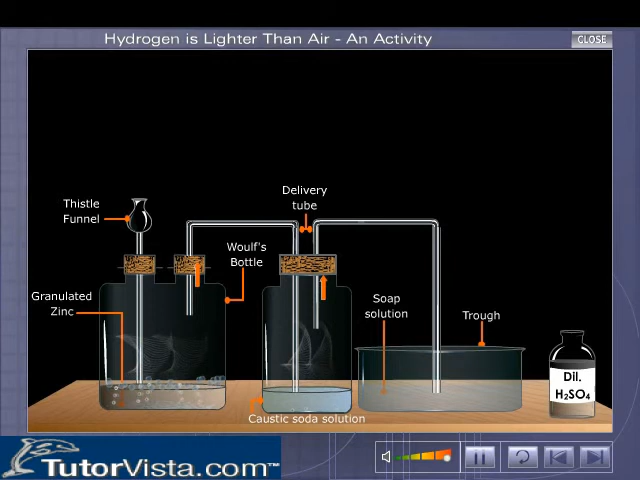 Hydrogen is Lighter Than Air - An Activity
CLOSE
Delivery
tube
Thistle
Funnel
Woulf's
Bottle
Granulated
Zinc
Soap
solution
Trough
Dil.
H₂SO₄
Caustic soda solution
TutorVista.com™